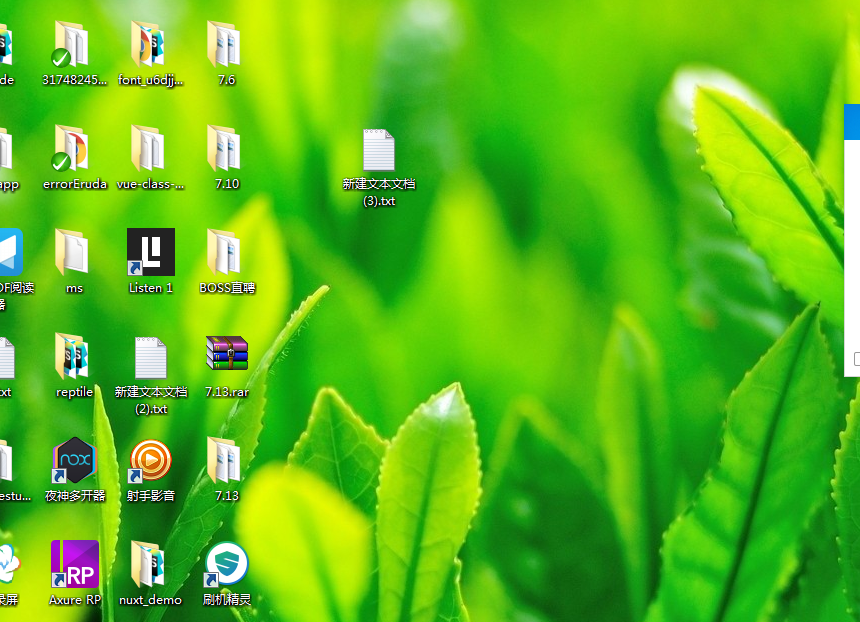 de
31748245...
font_u6djj...
7.6
app
errorEruda
vue-class-...
7.10
新建文本文档
(3).txt
DF阅读
器
ms
Listen 1
BOSS直聘
xt
reptile
新建文本文档
(2).txt
7.13.rar
estu...
nox
夜神多开器
射手影音
7.13
录屏
RP
Axure RP
nuxt_demo
刷机精灵